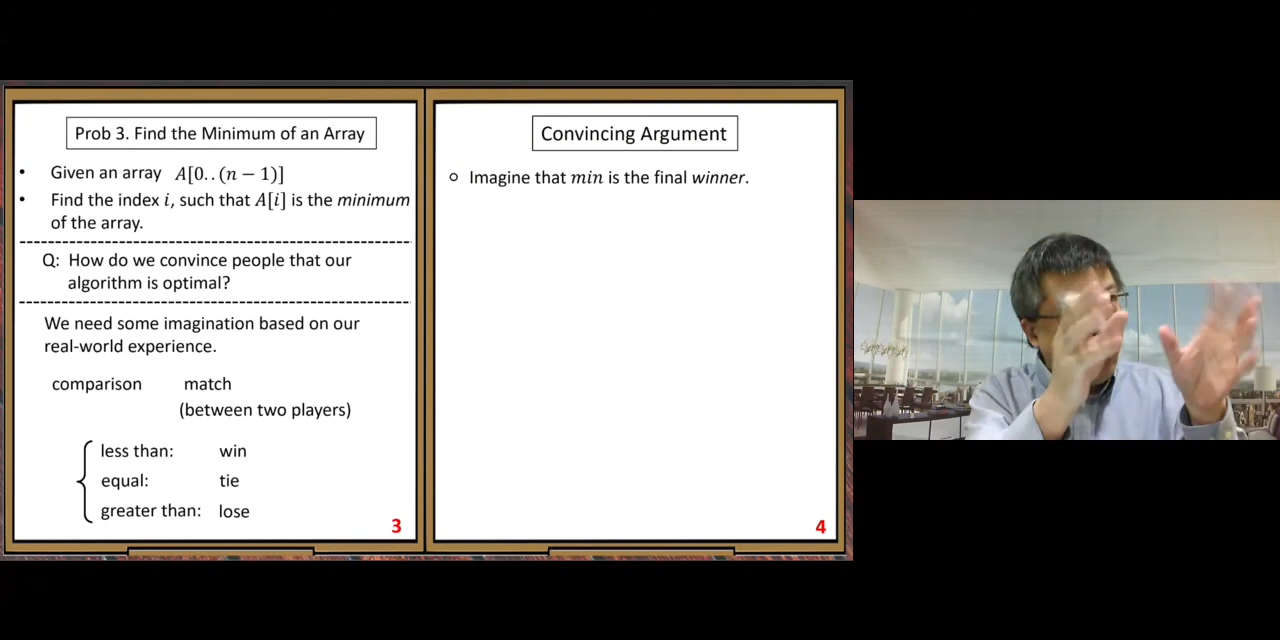 Prob 3. Find the Minimum of an Array
• Given an array A[0..(n − 1)]
• Find the index i, such that A[i] is the minimum
of the array.
Q: How do we convince people that our
algorithm is optimal?
We need some imagination based on our
real-world experience.
comparison match
(between two players)
less than: win
equal: tie
greater than: lose
3
Convincing Argument
○ Imagine that min is the final winner.
4